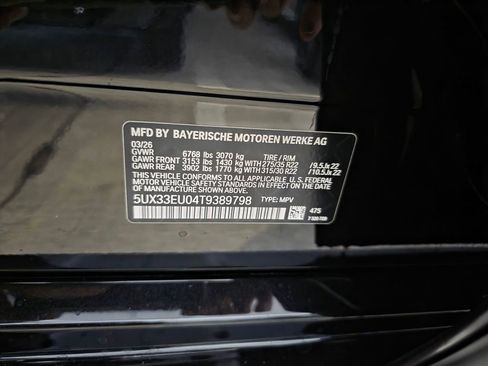 MFD BY BAYERISCHE MOTOREN WERKE AG
03/26
GVWR 6768 lbs 3070 kg TIRE / RIM
GAWR FRONT 3153 lbs 1430 kg WITH 275/35 R22 /9.5Jx22
GAWR REAR 3902 lbs 1770 kg WITH 315/30 R22 /10.5Jx22
THIS VEHICLE CONFORMS TO ALL APPLICABLE
U.S. FEDERAL MOTOR VEHICLE SAFETY
STANDARDS IN EFFECT ON THE DATE OF
MANUFACTURE SHOWN ABOVE.
5UX33EU04T9389798 TYPE: MPV 475